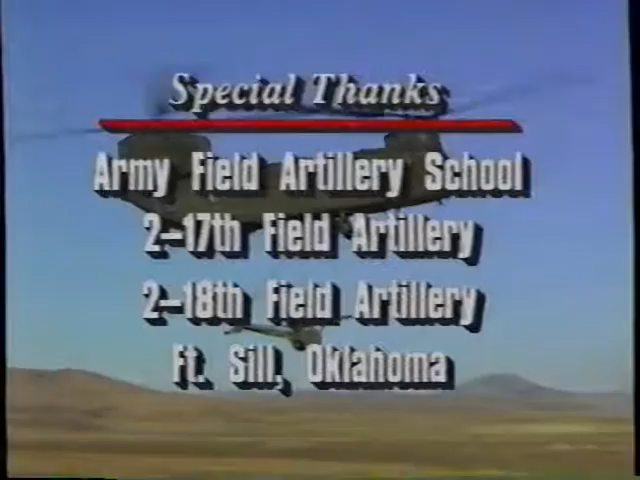 Special Thanks
Army Field Artillery School
2-17th Field Artillery
2-18th Field Artillery
Ft. Sill, Oklahoma